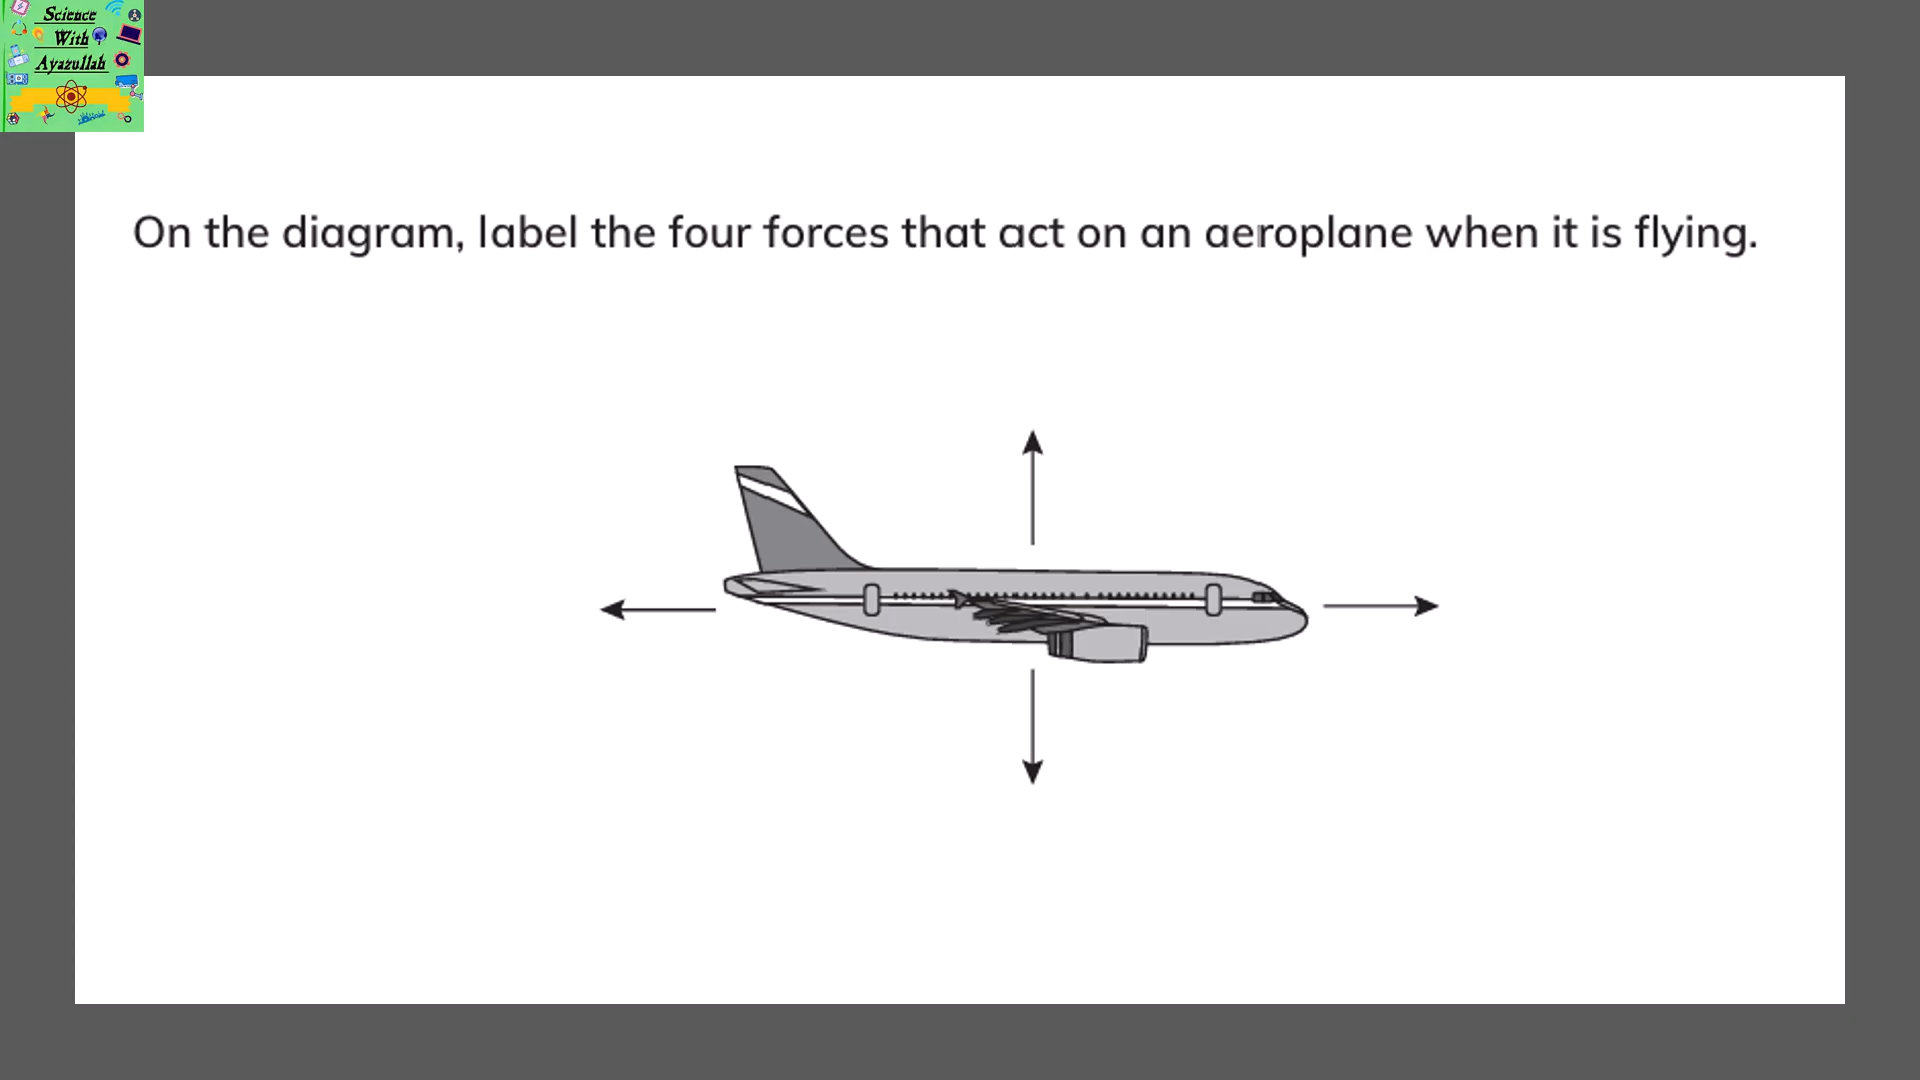 Science
With
Ayazullah
On the diagram, label the four forces that act on an aeroplane when it is flying.